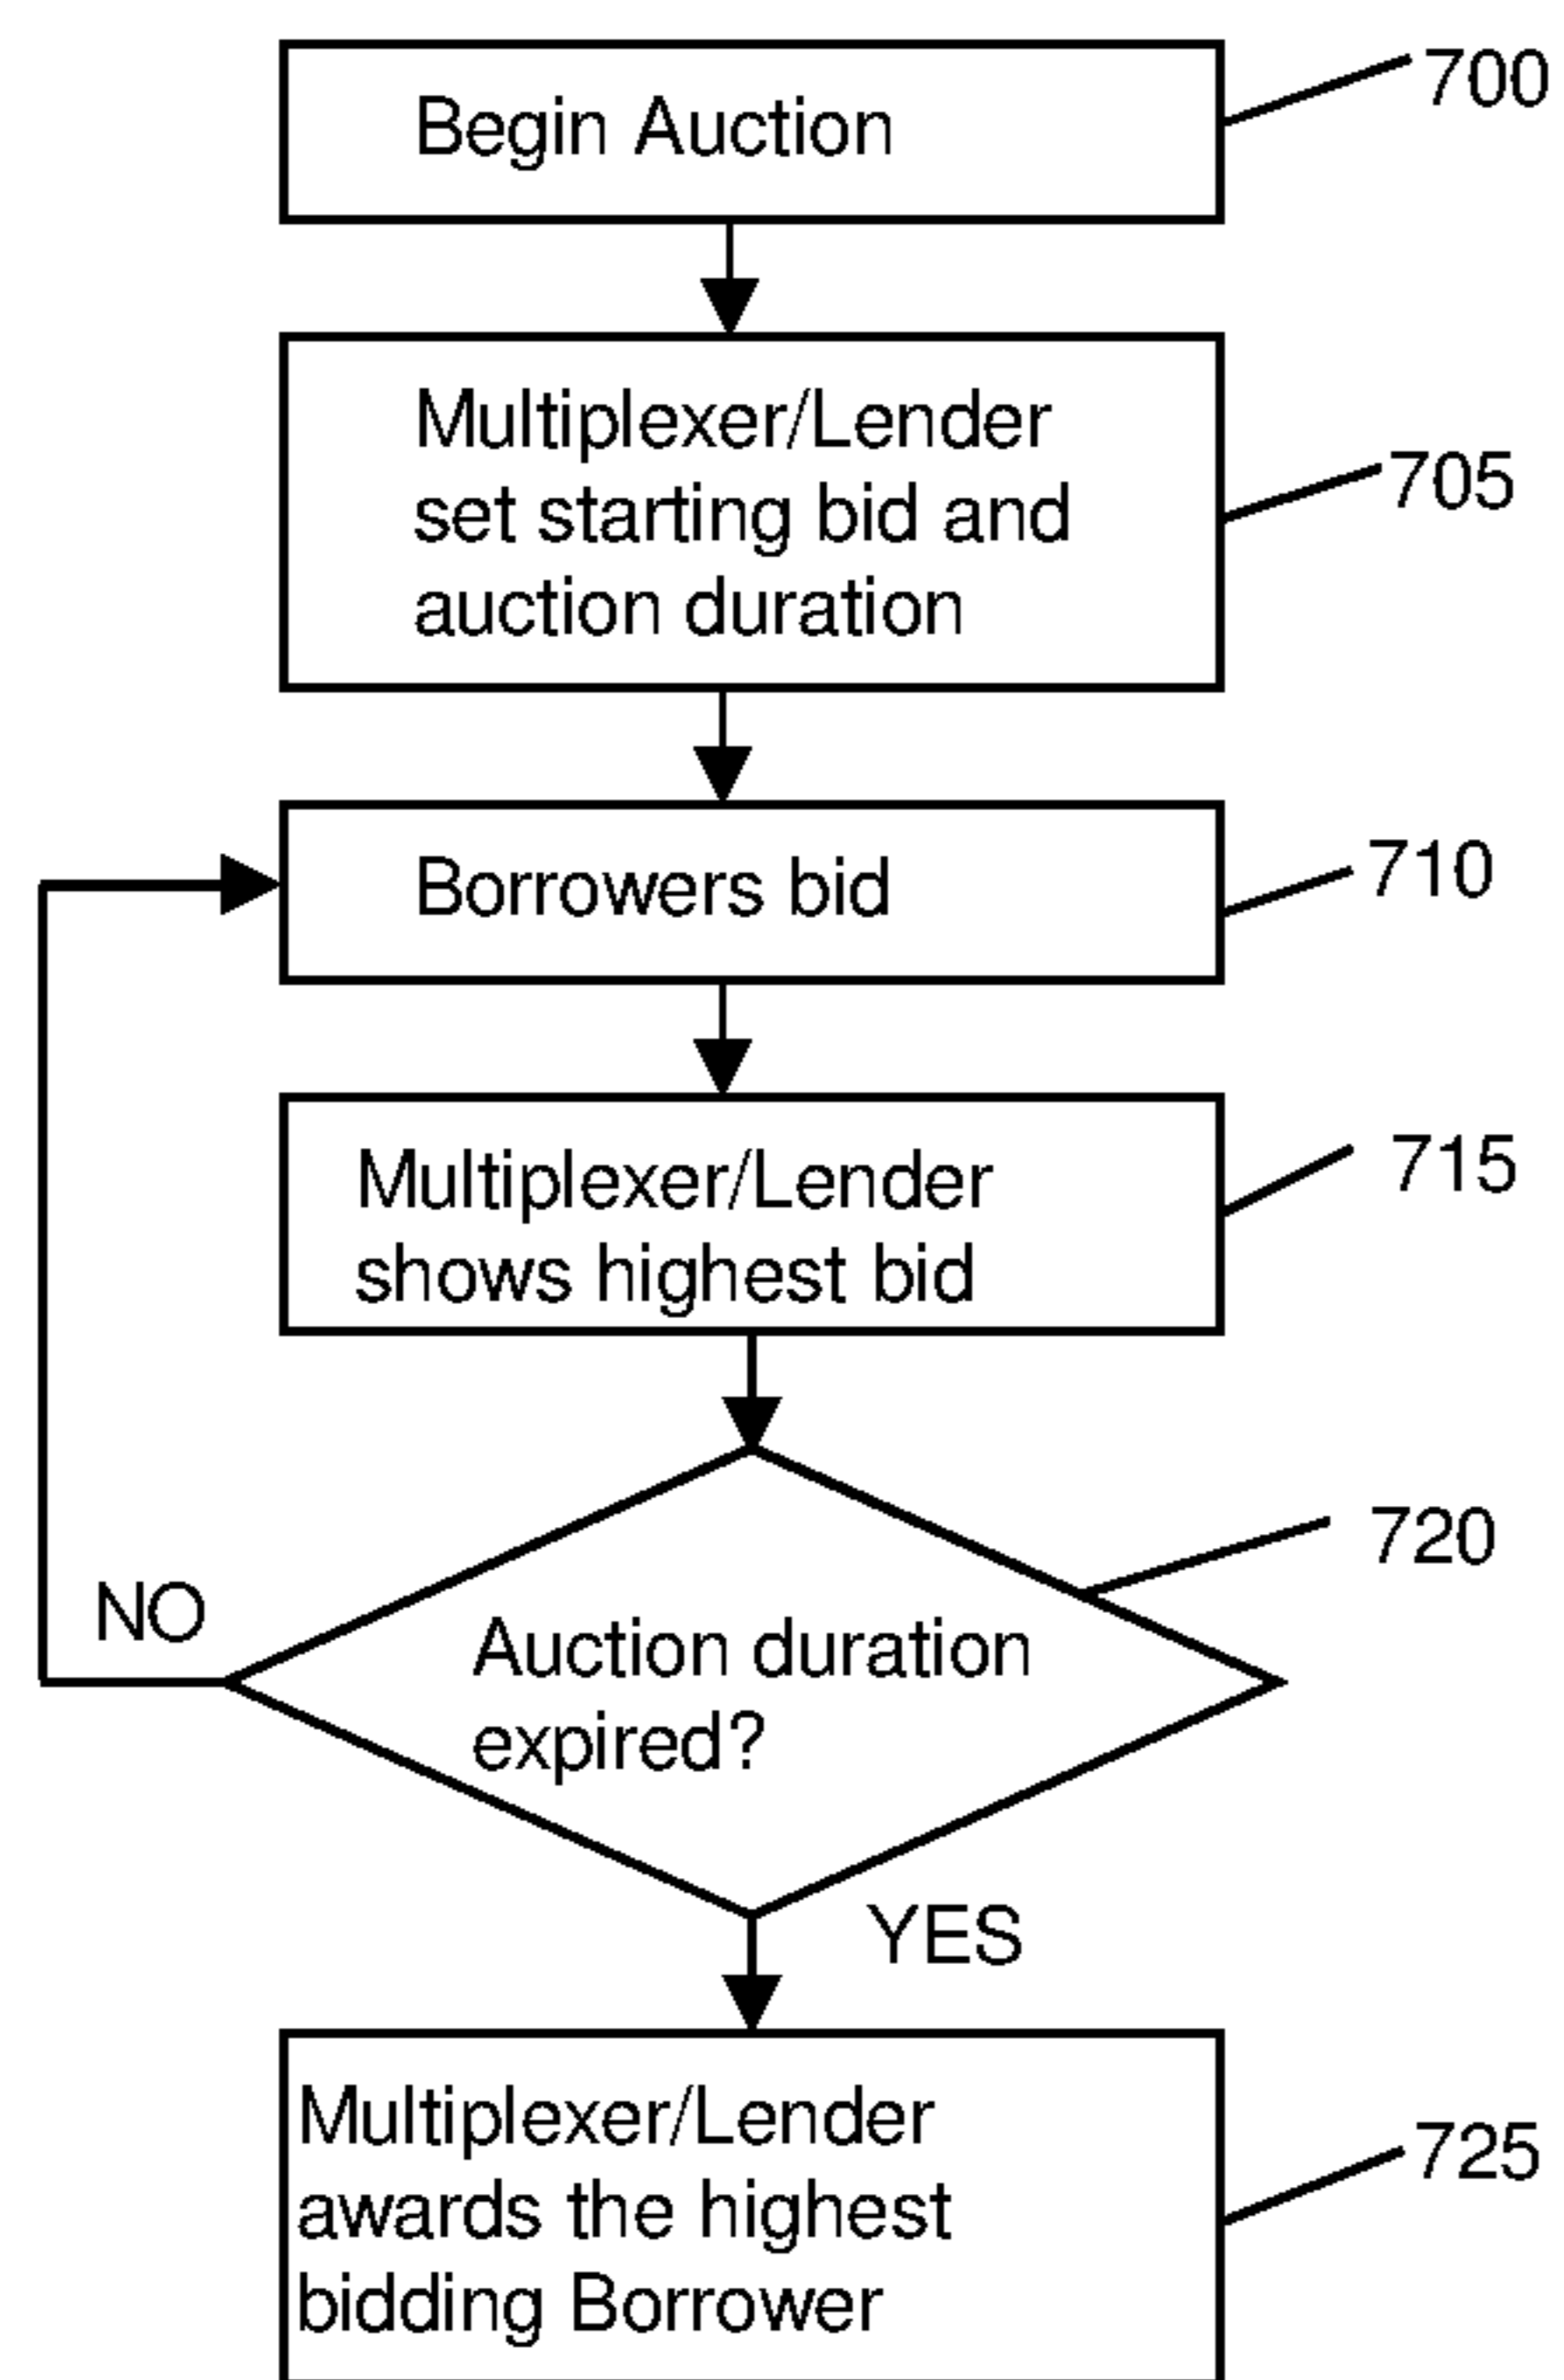 Begin Auction
700
Multiplexer/Lender
set starting bid and
auction duration
705
Borrowers bid
710
Multiplexer/Lender
shows highest bid
715
Auction duration
expired?
720
NO
YES
Multiplexer/Lender
awards the highest
bidding Borrower
725